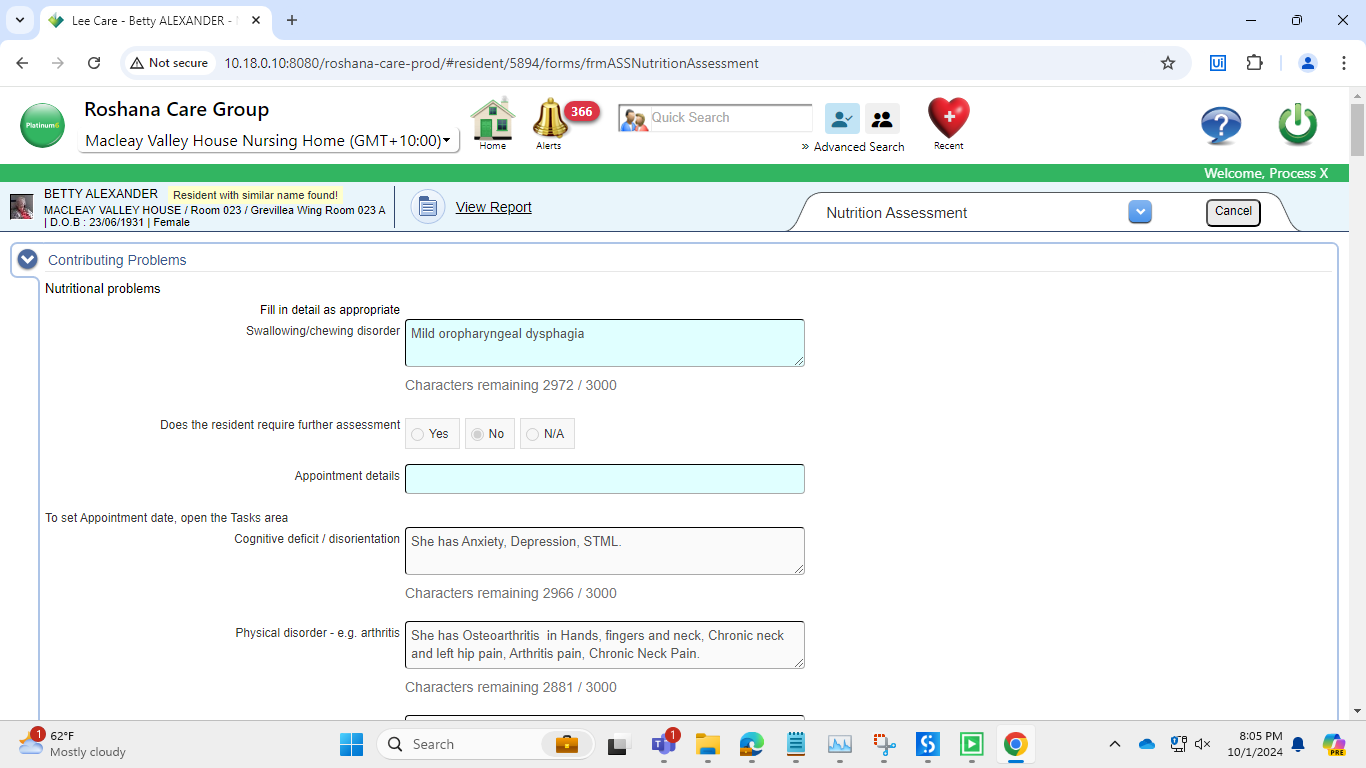 Lee Care - Betty ALEXANDER -
Not secure
10.18.0.10:8080/roshana-care-prod/#resident/5894/forms/frmASSNutritionAssessment
Platinum6
Roshana Care Group
Macleay Valley House Nursing Home (GMT+10:00)
Home
366
Alerts
Quick Search
» Advanced Search
Recent
Welcome, Process X
BETTY ALEXANDER Resident with similar name found!
MACLEAY VALLEY HOUSE / Room 023 / Grevillea Wing Room 023 A
| D.O.B : 23/06/1931 | Female
View Report
Nutrition Assessment
Cancel
Contributing Problems
Nutritional problems
Fill in detail as appropriate
Swallowing/chewing disorder
Mild oropharyngeal dysphagia
Characters remaining 2972 / 3000
Does the resident require further assessment
Yes
No
N/A
Appointment details
To set Appointment date, open the Tasks area
Cognitive deficit / disorientation
She has Anxiety, Depression, STML.
Characters remaining 2966 / 3000
Physical disorder - e.g. arthritis
She has Osteoarthritis  in Hands, fingers and neck, Chronic neck
and left hip pain, Arthritis pain, Chronic Neck Pain.
Characters remaining 2881 / 3000
1
62°F
Mostly cloudy
Search
1
8:05 PM
10/1/2024
PRE